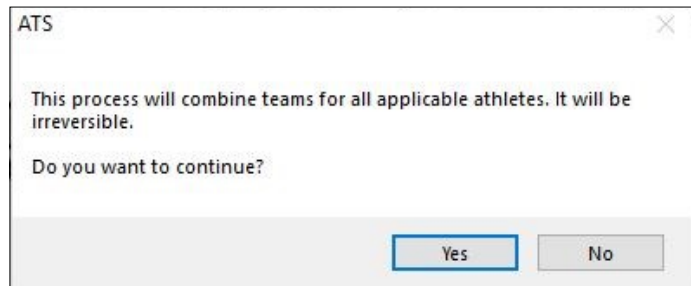 ATS
This process will combine teams for all applicable athletes. It will be
irreversible.
Do you want to continue?
Yes No